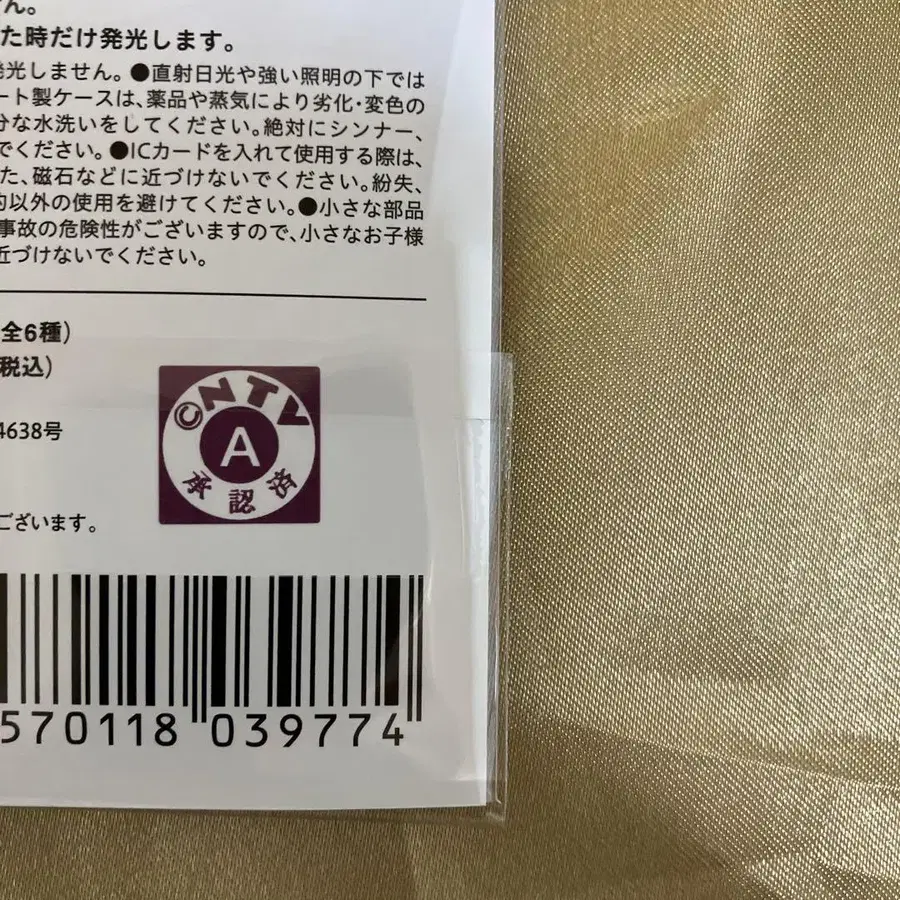 ん。
た時だけ発光します。
発光しません。●直射日光や強い照明の下では
ート製ケースは、薬品や蒸気により劣化・変色の
分な水洗いをしてください。絶対にシンナー、
でください。●ICカードを入れて使用する際は、
た、磁石などに近づけないでください。紛失、
的以外の使用を避けてください。●小さな部品
事故の危険性がございますので、小さなお子様
近づけないでください。
全6種)
税込)
4638号
©NTV
A
承認済
ございます。
570118 039774